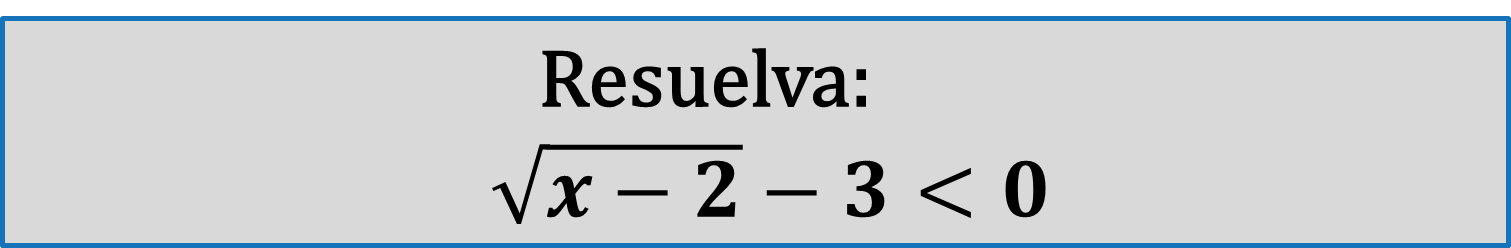 Resuelva:
√x − 2 − 3 < 0